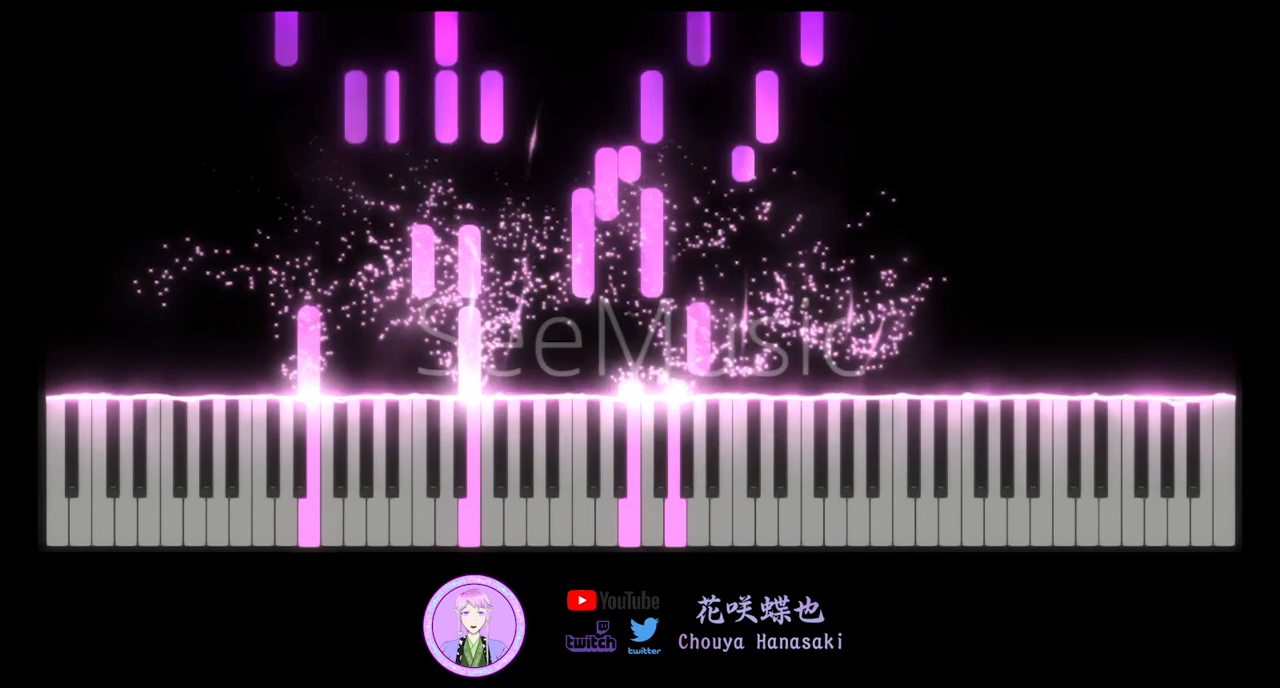 SeeMusic
YouTube
twitch
twitter
花咲蝶也
Chouya Hanasaki